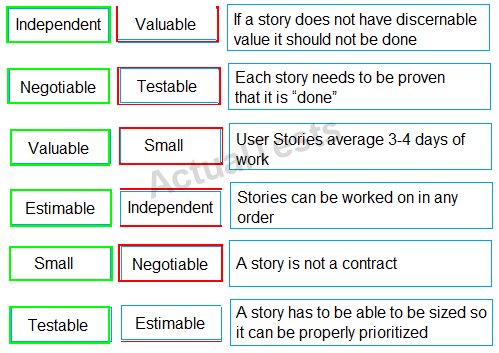 Independent
Valuable
If a story does not have discernable
value it should not be done
Negotiable
Testable
Each story needs to be proven
that it is “done”
Valuable
Small
User Stories average 3-4 days of
work
Estimable
Independent
Stories can be worked on in any
order
Small
Negotiable
A story is not a contract
Testable
Estimable
A story has to be able to be sized so
it can be properly prioritized
ActualTests